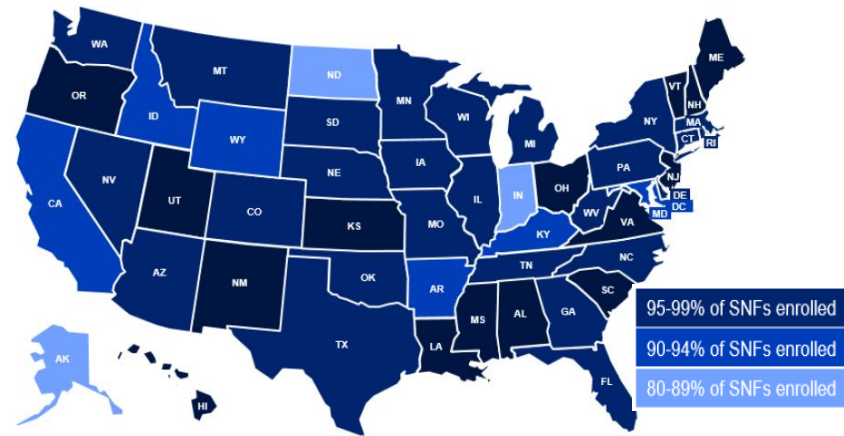 WA
MT
ND
MN
ME
VT
NH
OR
ID
SD
WI
NY
MA
WY
MI
CT
RI
NE
IA
PA
NJ
NV
UT
IL
IN
OH
DE
CA
CO
KS
MO
WV
VA
MD
DC
KY
AZ
NM
OK
AR
TN
NC
SC
TX
LA
MS
AL
GA
AK
HI
FL
95-99% of SNFs enrolled
90-94% of SNFs enrolled
80-89% of SNFs enrolled